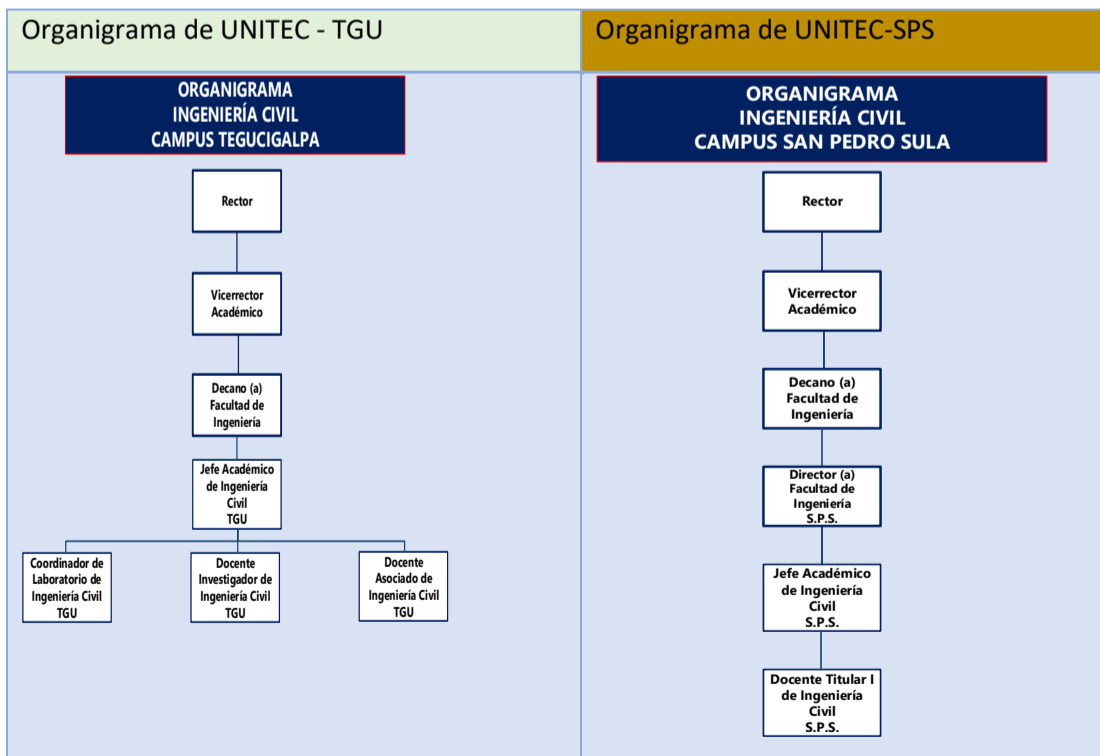 Organigrama de UNITEC - TGU
ORGANIGRAMA
INGENIERÍA CIVIL
CAMPUS TEGUCIGALPA
Rector
Vicerrector
Académico
Decano (a)
Facultad de
Ingeniería
Jefe Académico
de Ingeniería
Civil
TGU
Coordinador de
Laboratorio de
Ingeniería Civil
TGU
Docente
Investigador de
Ingeniería Civil
TGU
Docente
Asociado de
Ingeniería Civil
TGU
Organigrama de UNITEC-SPS
ORGANIGRAMA
INGENIERÍA CIVIL
CAMPUS SAN PEDRO SULA
Rector
Vicerrector
Académico
Decano (a)
Facultad de
Ingeniería
Director (a)
Facultad de
Ingeniería
S.P.S.
Jefe Académico
de Ingeniería
Civil
S.P.S.
Docente Titular I
de Ingeniería
Civil
S.P.S.